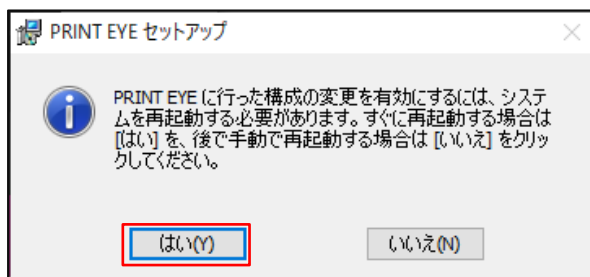 PRINT EYE セットアップ
PRINT EYE に行った構成の変更を有効にするには、システ
ムを再起動する必要があります。すぐに再起動する場合は
[はい] を、後で手動で再起動する場合は [いいえ] をクリッ
クしてください。
はい(Y) いいえ(N)